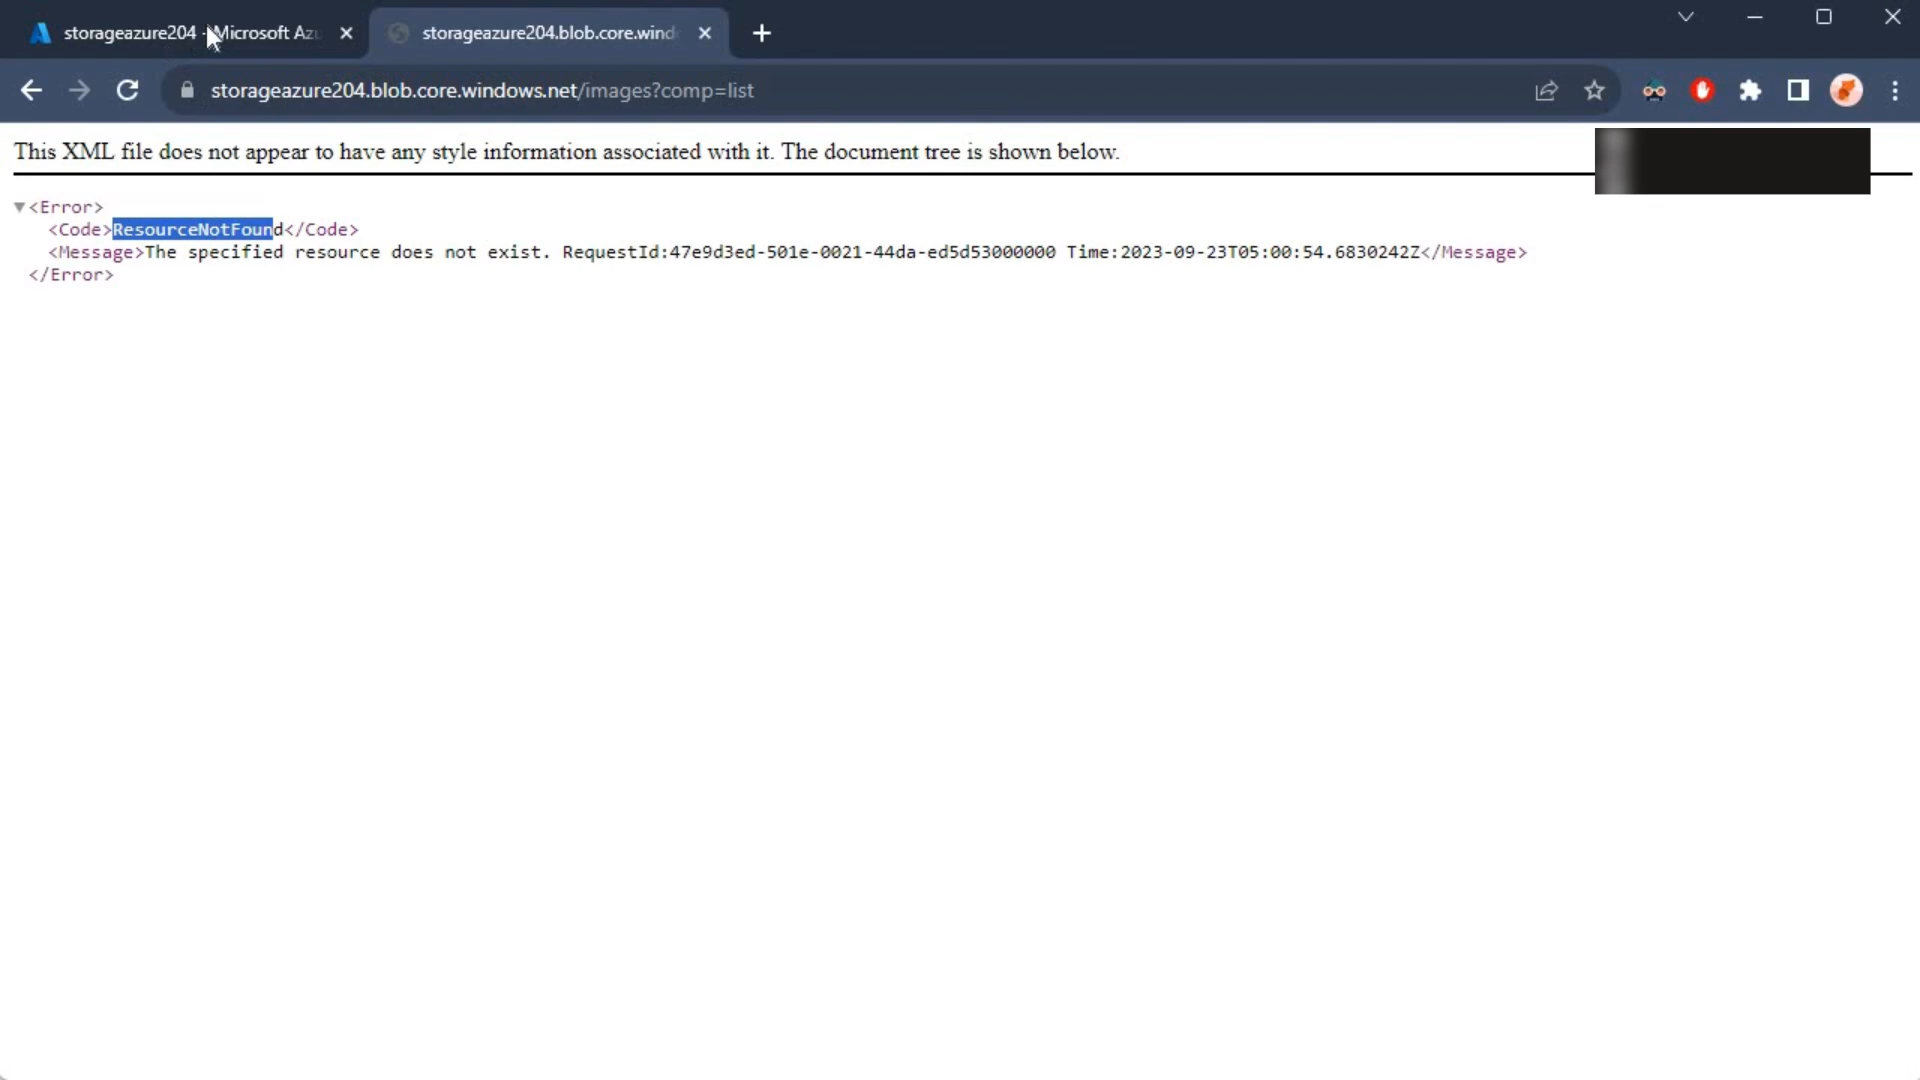 storageazure204 - Microsoft Azu
storageazure204.blob.core.wind
storageazure204.blob.core.windows.net/images?comp=list
This XML file does not appear to have any style information associated with it. The document tree is shown below.
<Error>
<Code>ResourceNotFound</Code>
<Message>The specified resource does not exist. RequestId:47e9d3ed-501e-0021-44da-ed5d53000000 Time:2023-09-23T05:00:54.6830242Z</Message>
</Error>